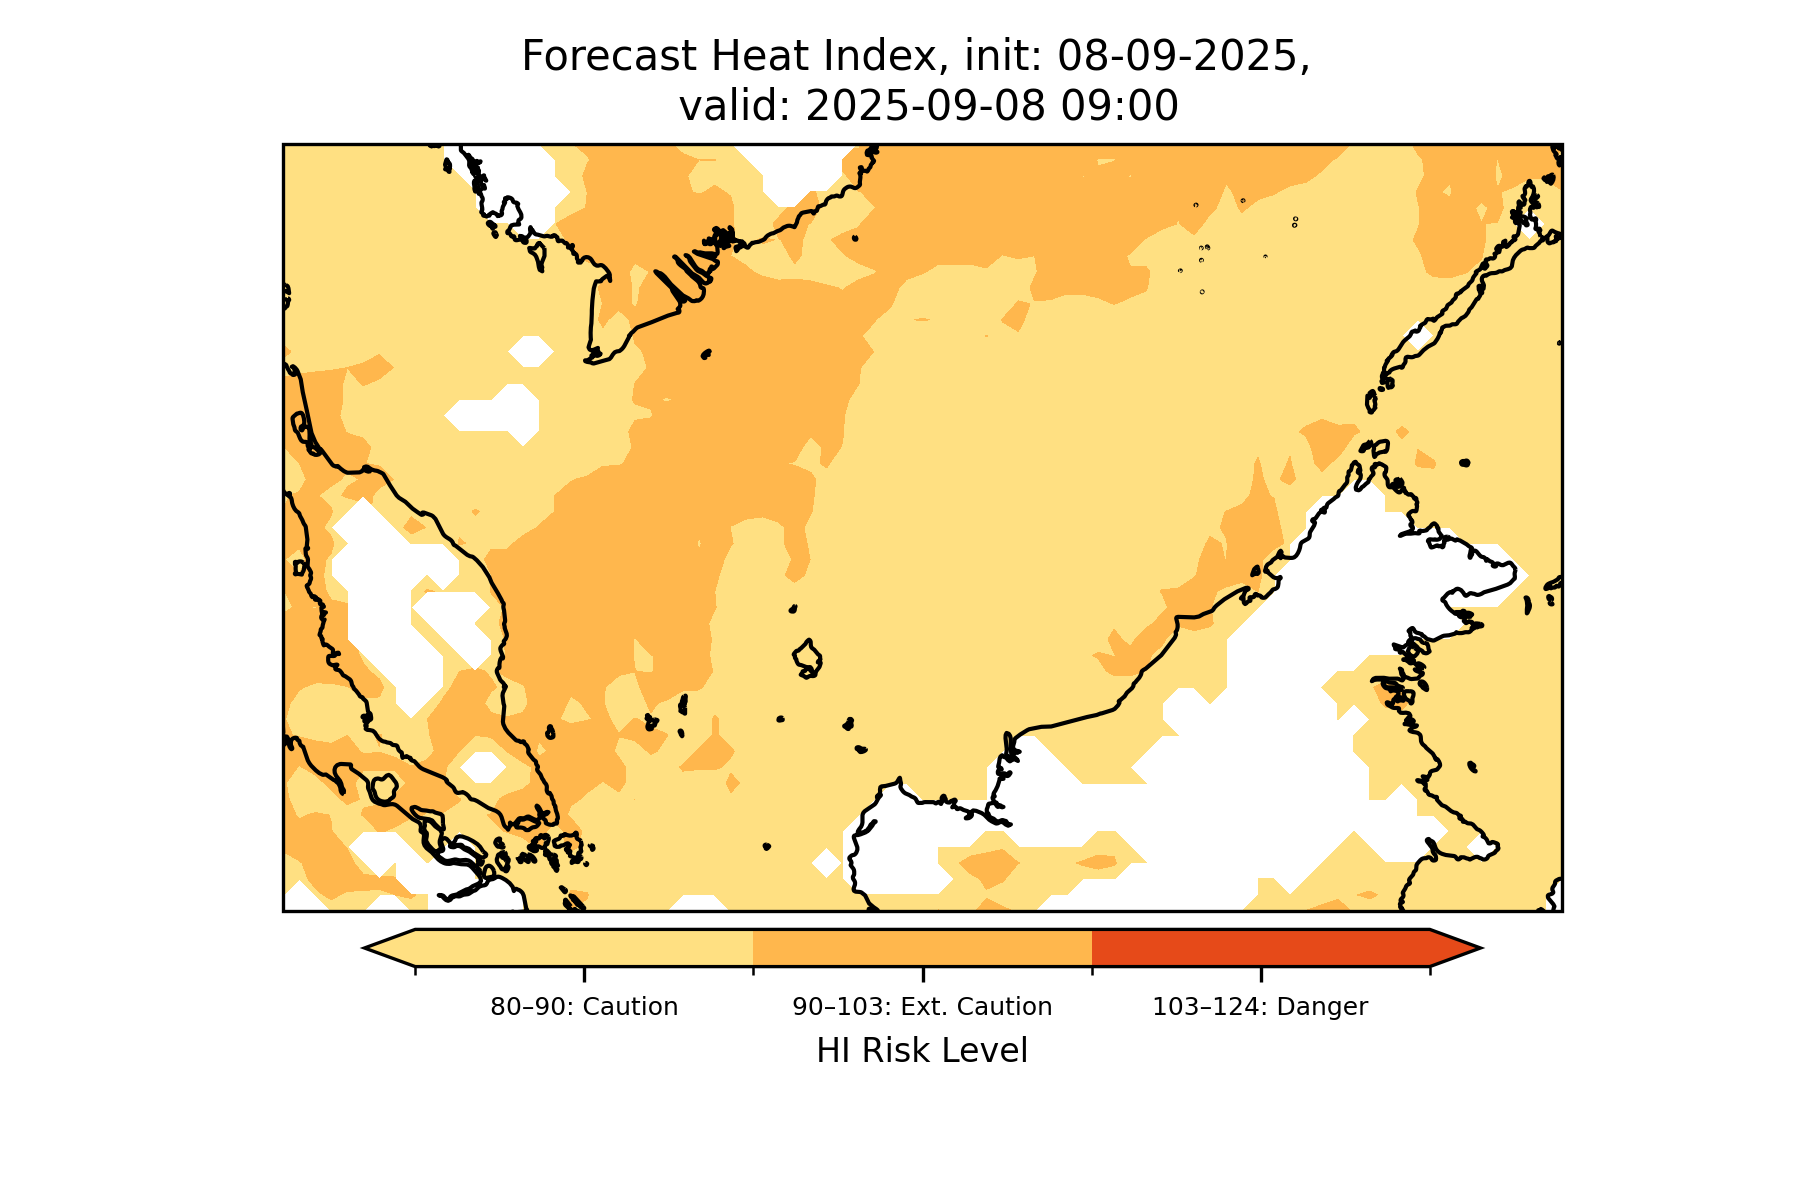 Forecast Heat Index, init: 08-09-2025,
valid: 2025-09-08 09:00
80–90: Caution
90–103: Ext. Caution
103–124: Danger
HI Risk Level